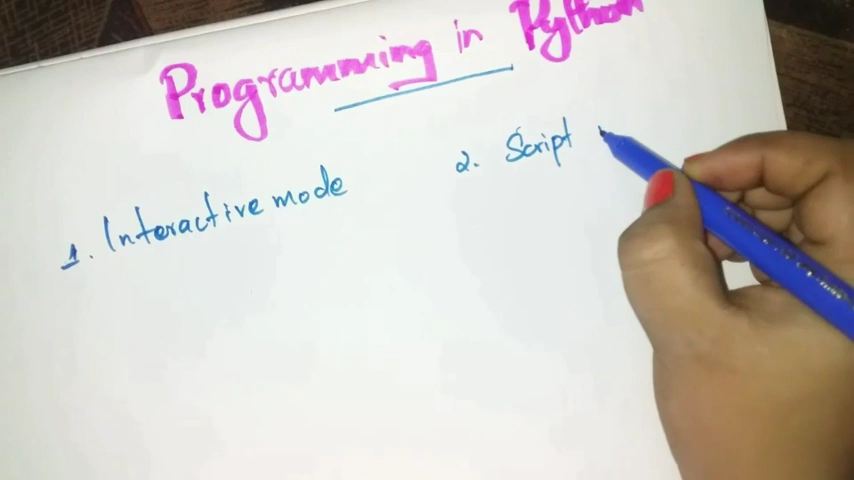 Programming in Python
1. Interactive mode
2. Script